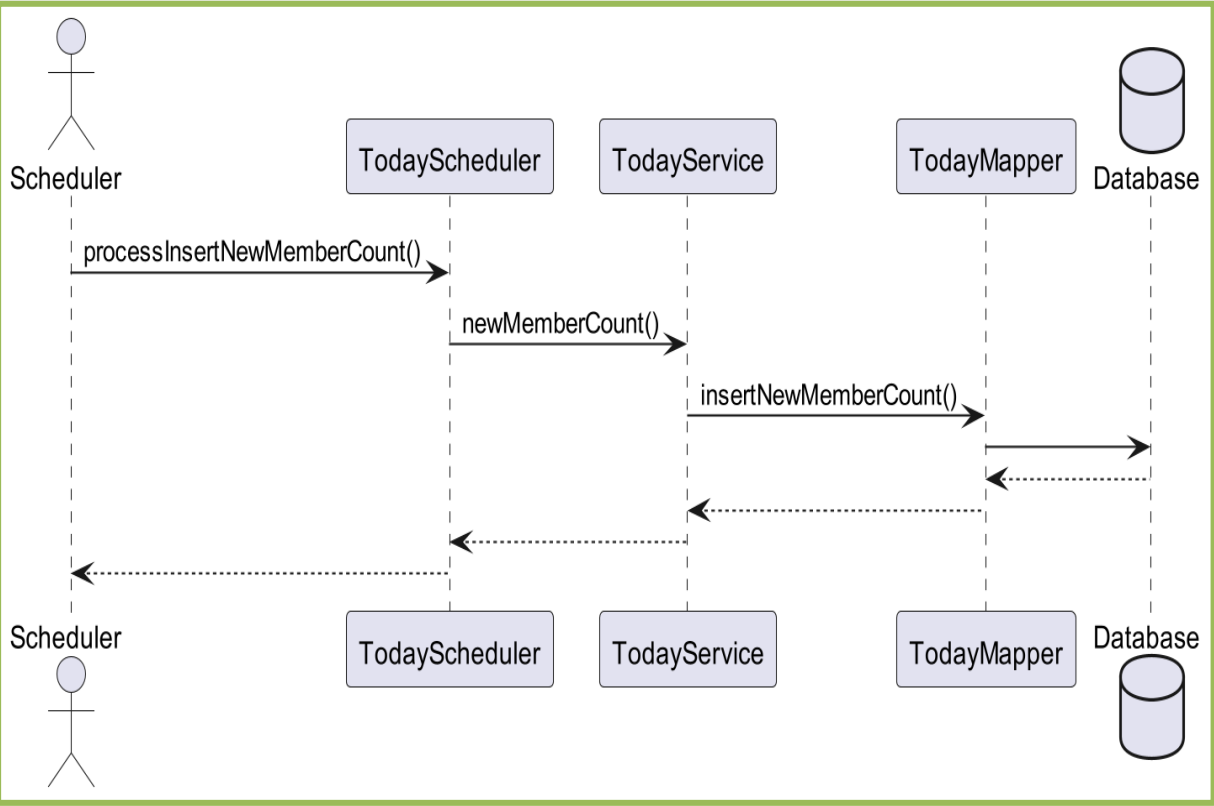 Scheduler
TodayScheduler
TodayService
TodayMapper
Database
processInsertNewMemberCount()
newMemberCount()
insertNewMemberCount()
Scheduler
TodayScheduler
TodayService
TodayMapper
Database